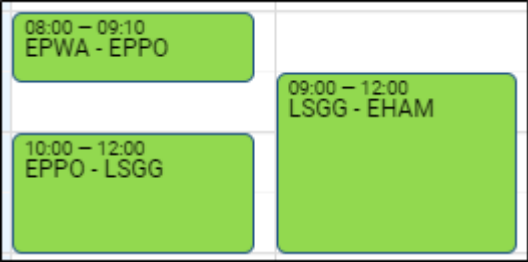 08:00 – 09:10
EPWA - EPPO
10:00 – 12:00
EPPO - LSGG
09:00 – 12:00
LSGG - EHAM